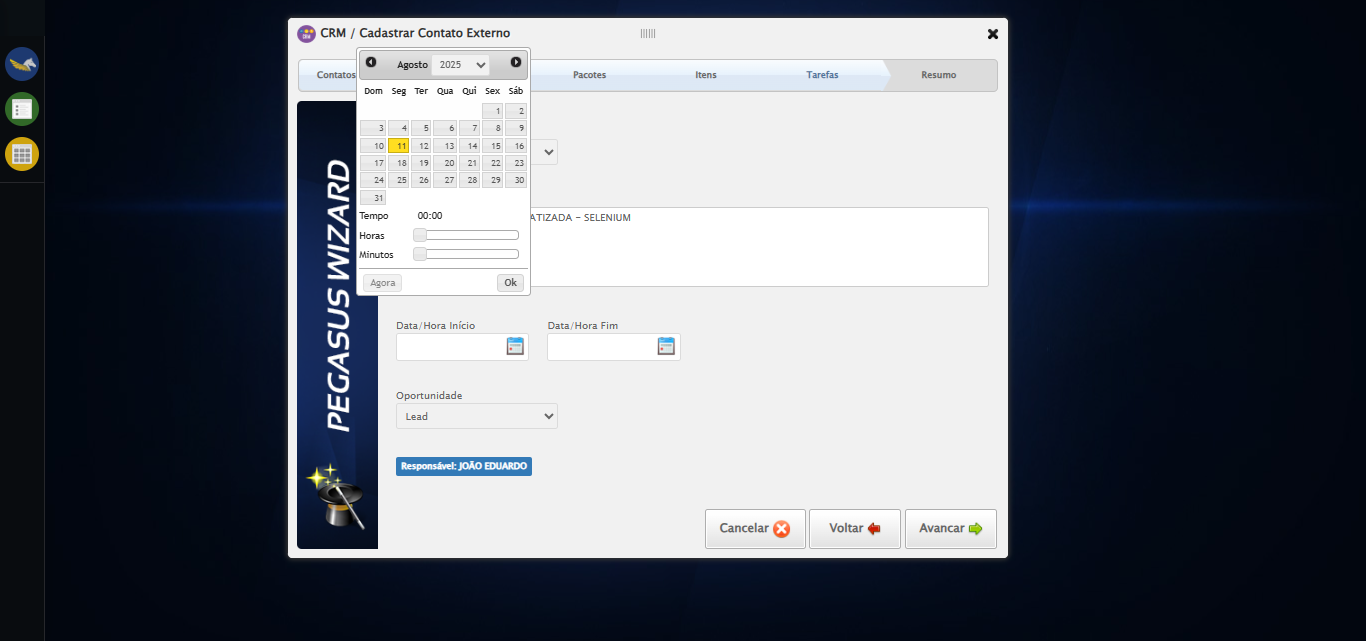 CRM / Cadastrar Contato Externo
Contatos
Pacotes
Itens
Tarefas
Resumo
Agosto 2025
Dom Seg Ter Qua Quí Sex Sáb
1 2
3 4 5 6 7 8 9
10 11 12 13 14 15 16
17 18 19 20 21 22 23
24 25 26 27 28 29 30
31
Tempo 00:00
Horas
Minutos
Agora Ok
ATIZADA - SELENIUM
PEGASUS WIZARD
Data/Hora Início Data/Hora Fim
Oportunidade
Lead
Responsável: JOÃO EDUARDO
Cancelar Voltar Avancar